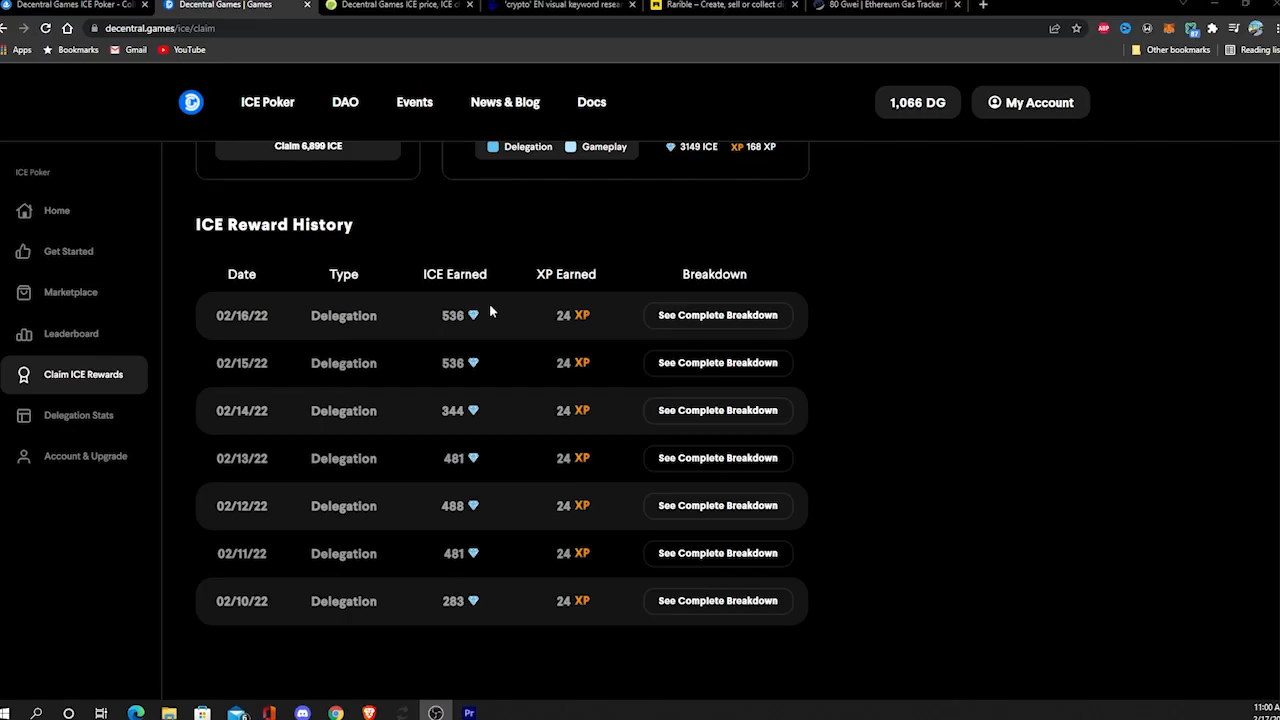 Decentral Games ICE Poker - Col
Decentral Games | Games
Decentral Games ICE price, ICE c
'crypto' EN visual keyword resear
Rarible – Create, sell or collect di
80 Gwei | Ethereum Gas Tracker
decentral.games/ice/claim
Apps Bookmarks Gmail YouTube Other bookmarks Reading list
ICE Poker DAO Events News & Blog Docs 1,066 DG My Account
Claim 6,899 ICE Delegation Gameplay 3149 ICE XP 168 XP
ICE Poker
Home
Get Started
Marketplace
Leaderboard
Claim ICE Rewards
Delegation Stats
Account & Upgrade
ICE Reward History
Date Type ICE Earned XP Earned Breakdown
02/16/22 Delegation 536 24 XP See Complete Breakdown
02/15/22 Delegation 536 24 XP See Complete Breakdown
02/14/22 Delegation 344 24 XP See Complete Breakdown
02/13/22 Delegation 481 24 XP See Complete Breakdown
02/12/22 Delegation 488 24 XP See Complete Breakdown
02/11/22 Delegation 481 24 XP See Complete Breakdown
02/10/22 Delegation 283 24 XP See Complete Breakdown
Pr
11:00 A